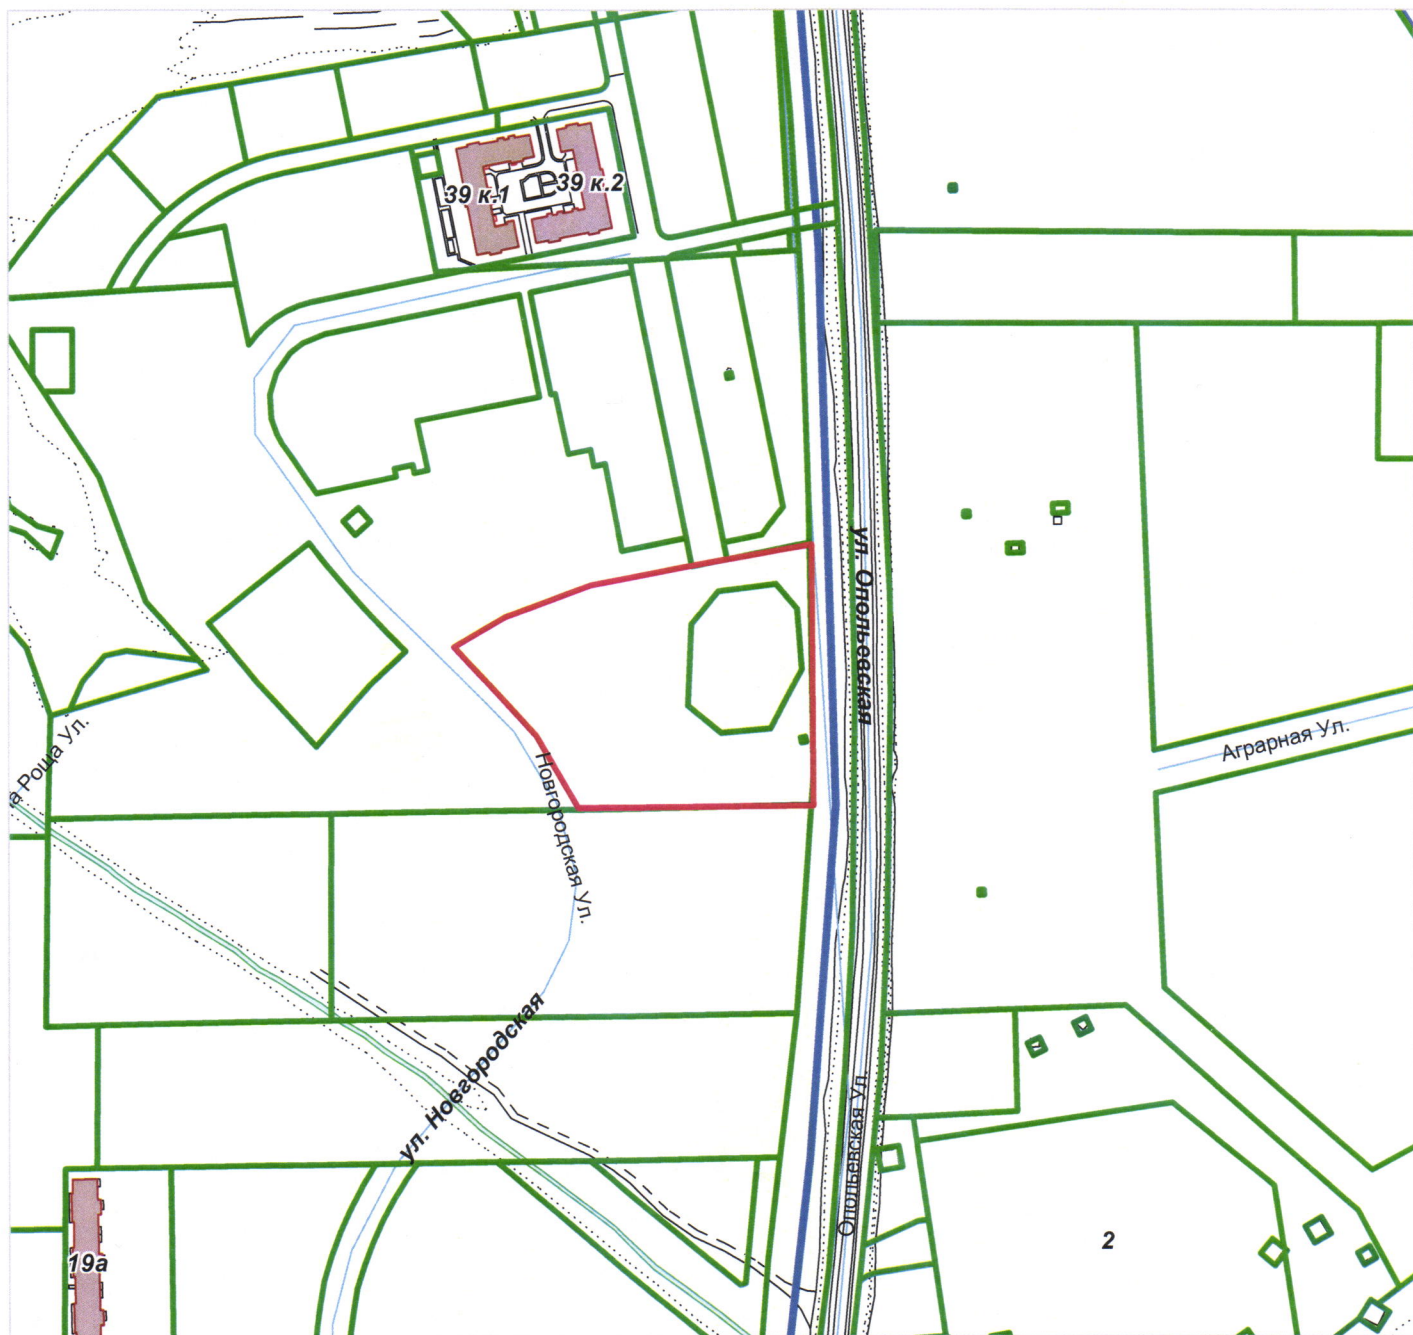 39 к.1
39 к.2
ул. Опольевская
а Роща Ул.
Новгородская Ул.
Аграрная Ул.
ул. Новгородская
Опольевская Ул.
2
19а